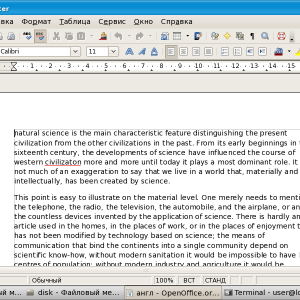 ter
вка Формат Таблица Сервис Окно Справка
Calibri 11
natural science is the main characteristic feature distinguishing the present
civilization from the other civilizations in the past. From its early beginnings in
sixteenth century, the developments of science have influenced the course of
western civilizaton more and more until today it plays a most dominant role. It
not much of an exaggeration to say that we live in a world that, materially and
intellectually, has been created by science.
This point is easy to illustrate on the material level. One merely needs to menti
the telephone, the radio, the television, the automobile, and the airplane, or an
the countless devices invented by the application of science. There is hardly an
article used in the homes, in the places of work, or in the places of enjoyment t
has not been modified by technology based on science; the means of
communication that bind the continents into a single community depend on
scientific know-how, without modern sanitation it would be impossible to have
centres of population; without modern industry and agriculture it would be
Обычный 100% ВСТ СТАНД
й м... disk - Файловый ме... англ - OpenOffice.or... Terminal - user@l